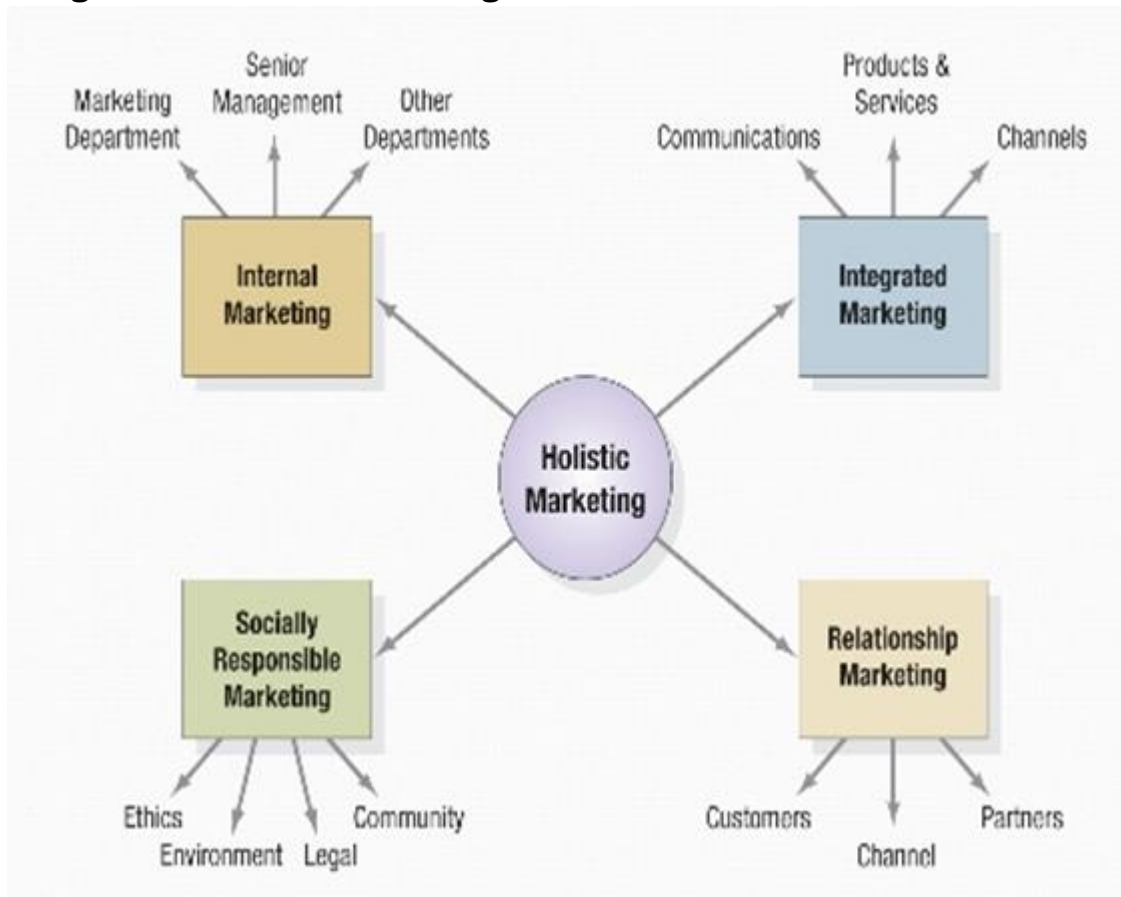 Senior
Management
Marketing
Department
Other
Departments
Internal
Marketing
Products &
Services
Communications
Channels
Integrated
Marketing
Holistic
Marketing
Socially
Responsible
Marketing
Ethics
Environment
Legal
Community
Relationship
Marketing
Customers
Channel
Partners